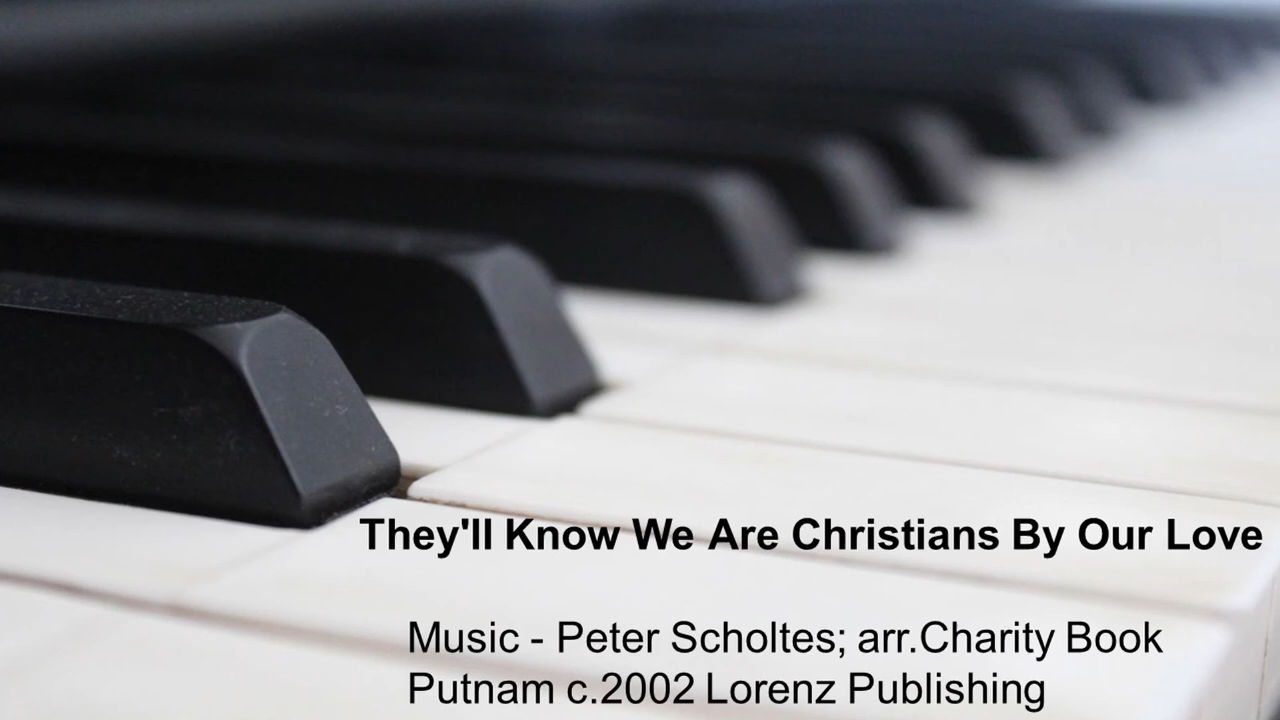 They'll Know We Are Christians By Our Love
Music - Peter Scholtes; arr.Charity Book
Putnam c.2002 Lorenz Publishing